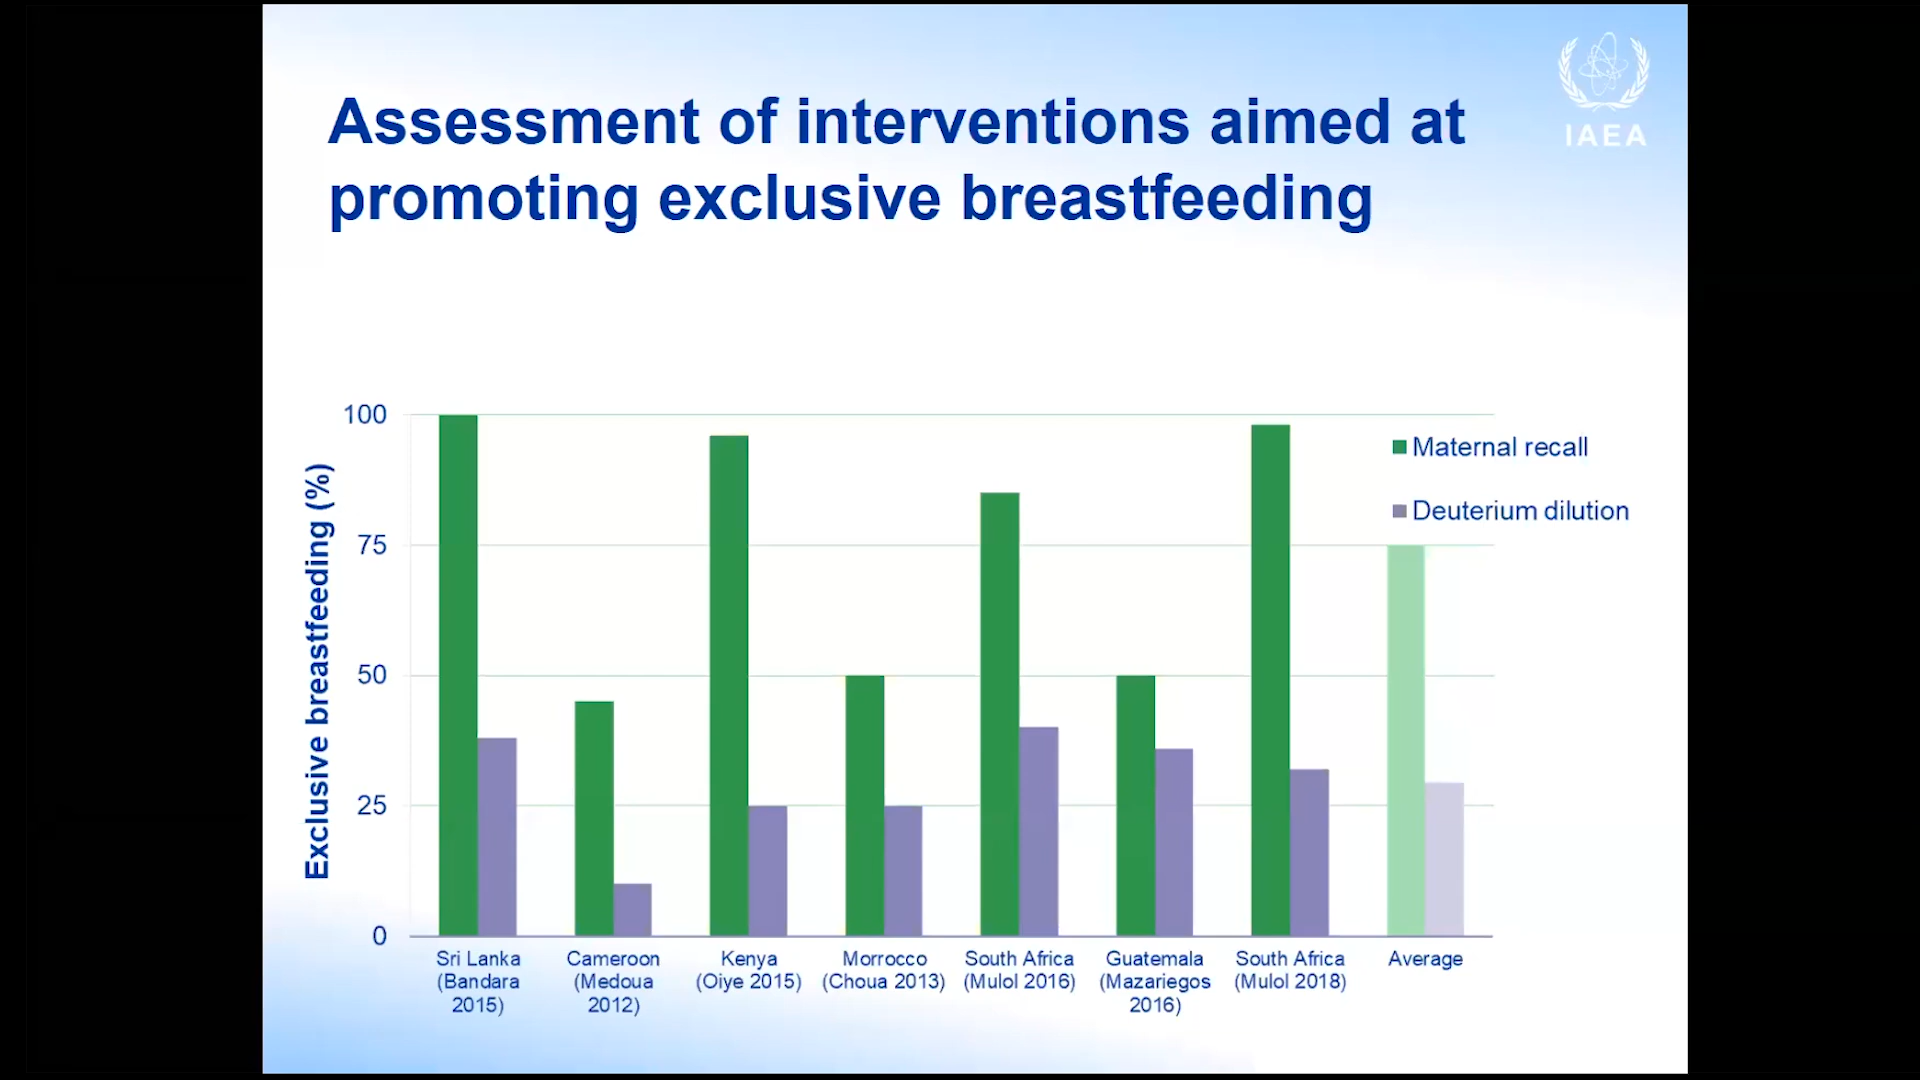 IAEA
Assessment of interventions aimed at
promoting exclusive breastfeeding
Exclusive breastfeeding (%)
100
75
50
25
0
Maternal recall
Deuterium dilution
Sri Lanka
(Bandara
2015)
Cameroon
(Medoua
2012)
Kenya
(Oiye 2015)
Morrocco
(Choua 2013)
South Africa
(Mulol 2016)
Guatemala
(Mazariegos
2016)
South Africa
(Mulol 2018)
Average